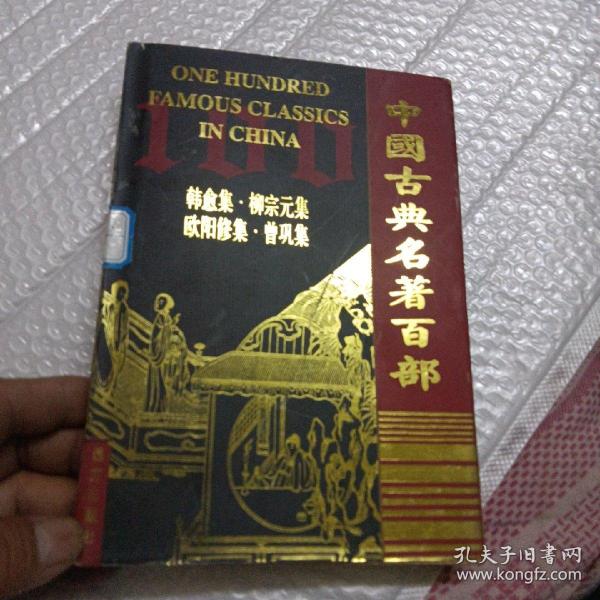 ONE HUNDRED
FAMOUS CLASSICS
IN CHINA
100
韩愈集·柳宗元集
欧阳修集·曾巩集
中國古典名著百部
孔夫子旧书网
www.kongfz.com